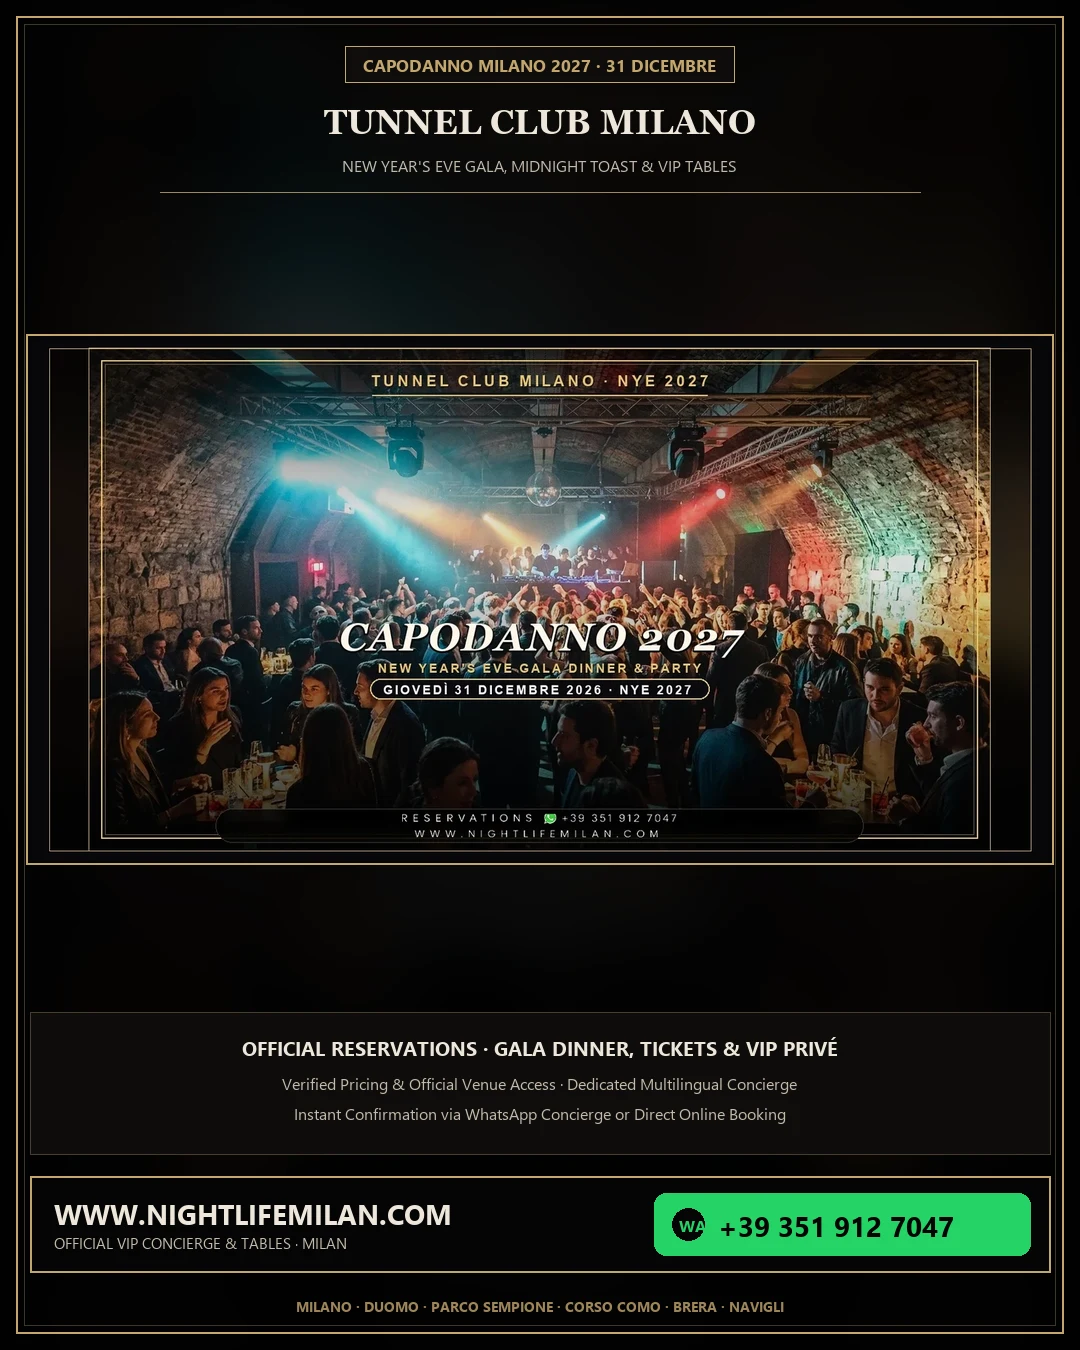 CAPODANNO MILANO 2027 · 31 DICEMBRE
TUNNEL CLUB MILANO
NEW YEAR'S EVE GALA, MIDNIGHT TOAST & VIP TABLES
TUNNEL CLUB MILANO · NYE 2027
CAPODANNO 2027
NEW YEAR'S EVE GALA DINNER & PARTY
GIOVEDÌ 31 DICEMBRE 2026 · NYE 2027
RESERVATIONS +39 351 912 7047
WWW.NIGHTLIFEMILAN.COM
OFFICIAL RESERVATIONS · GALA DINNER, TICKETS & VIP PRIVÉ
Verified Pricing & Official Venue Access · Dedicated Multilingual Concierge
Instant Confirmation via WhatsApp Concierge or Direct Online Booking
WWW.NIGHTLIFEMILAN.COM
OFFICIAL VIP CONCIERGE & TABLES · MILAN
WA +39 351 912 7047
MILANO · DUOMO · PARCO SEMPIONE · CORSO COMO · BRERA · NAVIGLI